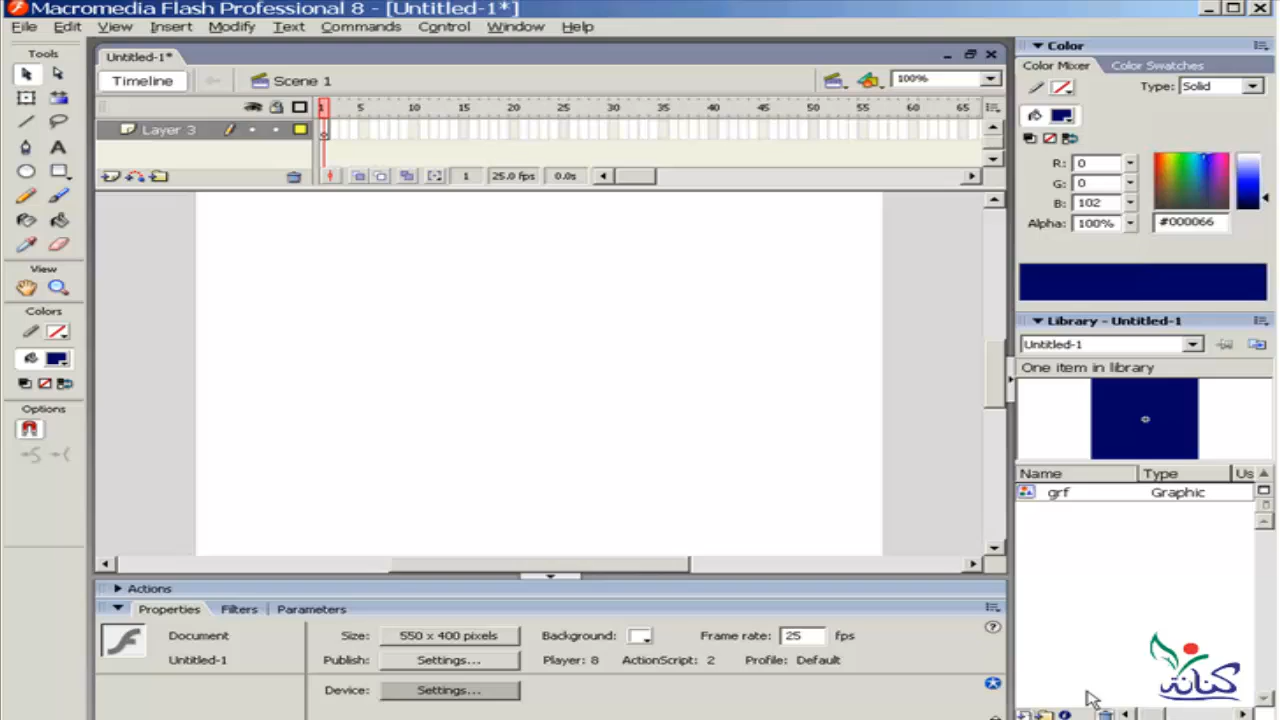 Macromedia Flash Professional 8 - [Untitled-1*]
File Edit View Insert Modify Text Commands Control Window Help
Tools
Untitled-1*
Timeline
Scene 1
100%
5 10 15 20 25 30 35 40 45 50 55 60 65
Layer 3
1 25.0 fps 0.0s
View
Colors
Options
Color
Color Mixer Color Swatches
Type: Solid
R: 0
G: 0
B: 102
Alpha: 100% #000066
Library - Untitled-1
Untitled-1
One item in library
Name Type Us
grf Graphic
Actions
Properties Filters Parameters
Document Size: 550 x 400 pixels Background: Frame rate: 25 fps
Untitled-1 Publish: Settings... Player: 8 ActionScript: 2 Profile: Default
Device: Settings...
كنانة